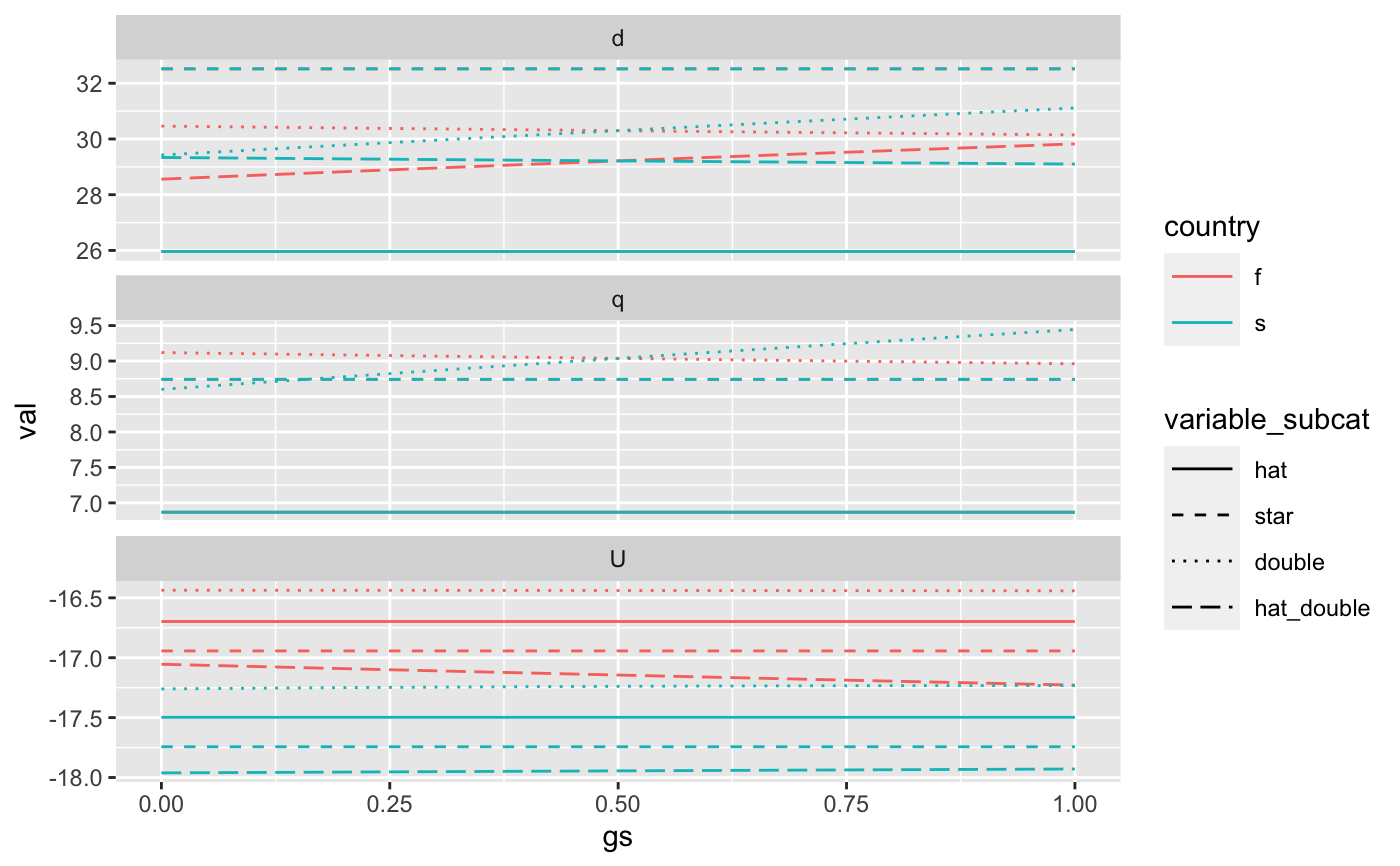 d
32
30
28
26
q
9.5
9.0
8.5
8.0
7.5
7.0
U
-16.5
-17.0
-17.5
-18.0
0.00 0.25 0.50 0.75 1.00
gs
val
country
f
s
variable_subcat
hat
star
double
hat_double